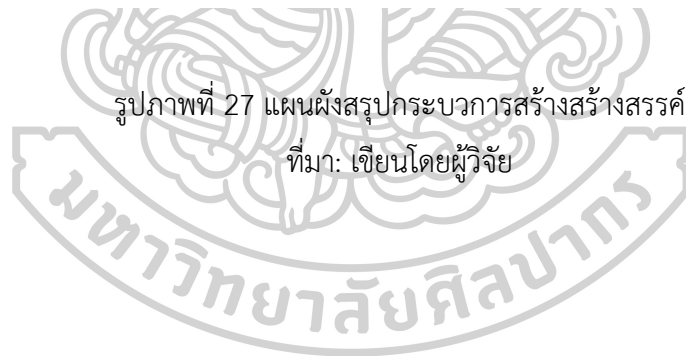 รูปภาพที่ 27 แผนผังสรุปกระบวนการสร้างสร้างสรรค์
ที่มา: เขียนโดยผู้วิจัย
มหาวิทยาลัยศิลปากร